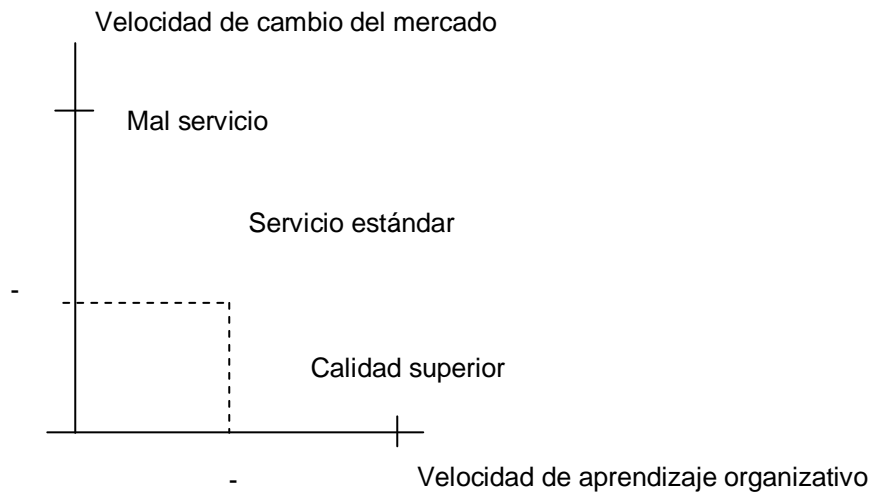 Velocidad de cambio del mercado
Mal servicio
Servicio estándar
-
Calidad superior
-
Velocidad de aprendizaje organizativo